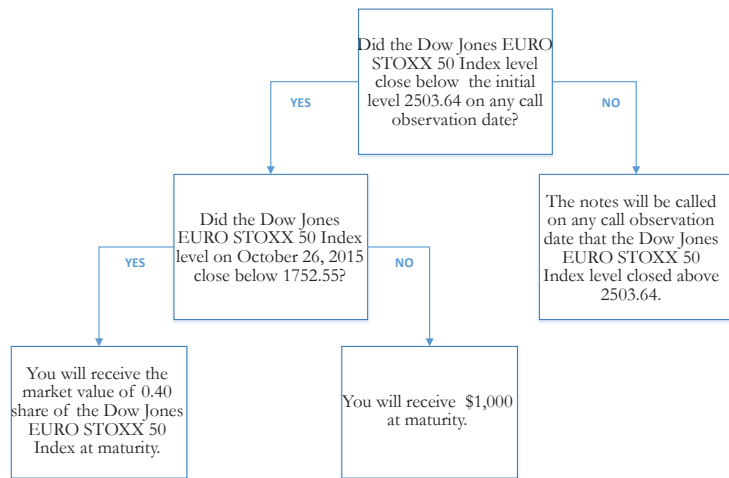 Did the Dow Jones EURO
STOXX 50 Index level
close below the initial
level 2503.64 on any call
observation date?
YES
NO
Did the Dow Jones
EURO STOXX 50 Index
level on October 26, 2015
close below 1752.55?
The notes will be called
on any call observation
date that the Dow Jones
EURO STOXX 50
Index level closed above
2503.64.
YES
NO
You will receive the
market value of 0.40
share of the Dow Jones
EURO STOXX 50
Index at maturity.
You will receive $1,000
at maturity.